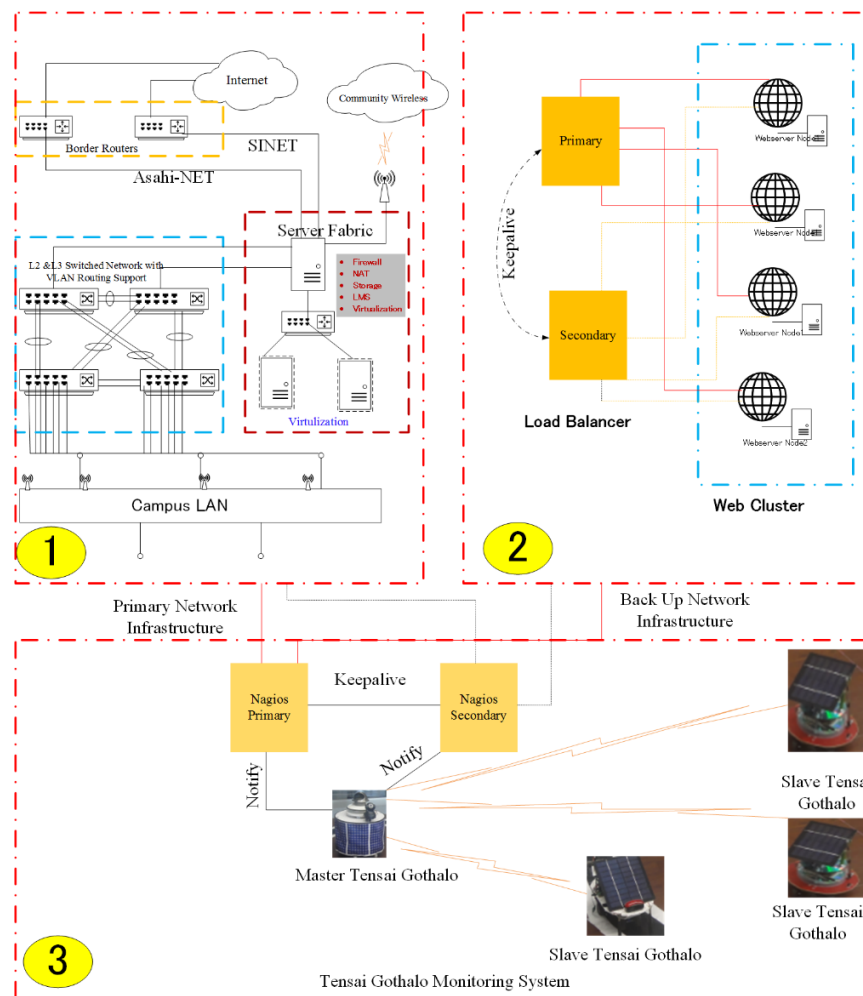 Internet
Community Wireless
Border Routers
SINET
Asahi-NET
Server Fabric
L2 &L3 Switched Network with
VLAN Routing Support
Firewall
NAT
Storage
LMS
Virtualization
Virtulization
Campus LAN
1
Primary
Keepalive
Secondary
Load Balancer
Webserver Node
Webserver Node
Webserver Node
Webserver Node2
Web Cluster
2
Primary Network
Infrastructure
Back Up Network
Infrastructure
Nagios
Primary
Keepalive
Nagios
Secondary
Notify
Notify
Master Tensai Gothalo
Slave Tensai
Gothalo
Slave Tensai
Gothalo
Slave Tensai Gothalo
3
Tensai Gothalo Monitoring System